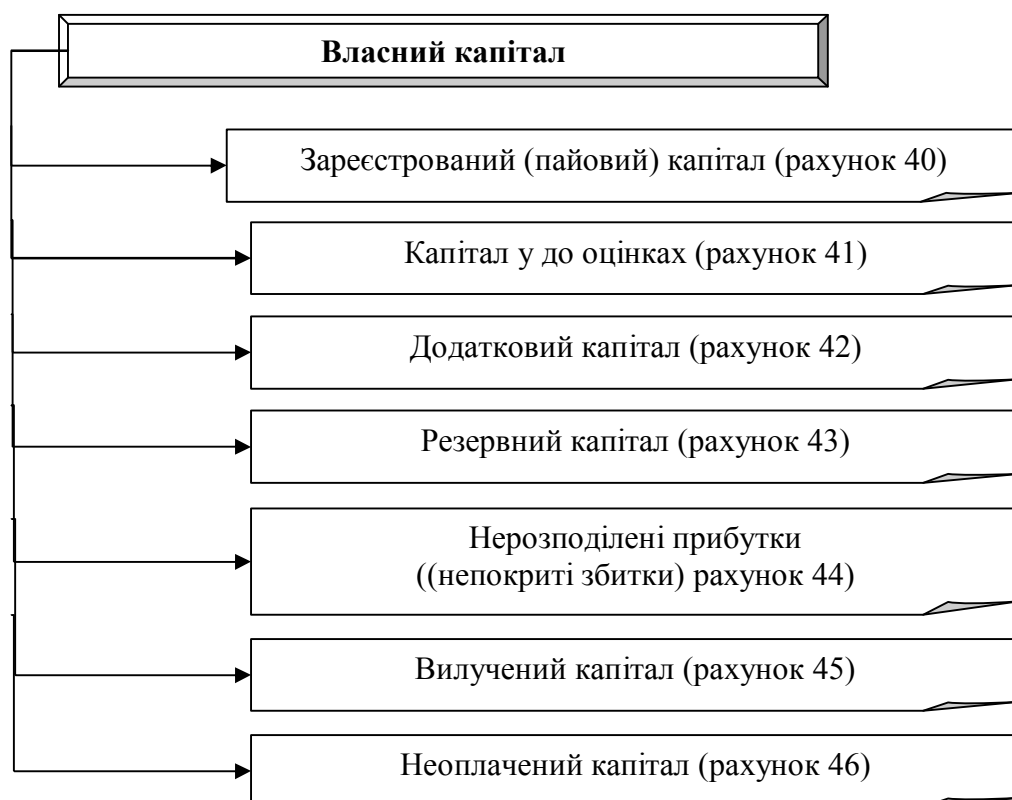 Власний капітал
Зареєстрований (пайовий) капітал (рахунок 40)
Капітал у до оцінках (рахунок 41)
Додатковий капітал (рахунок 42)
Резервний капітал (рахунок 43)
Нерозподілені прибутки
((непокриті збитки) рахунок 44)
Вилучений капітал (рахунок 45)
Неоплачений капітал (рахунок 46)